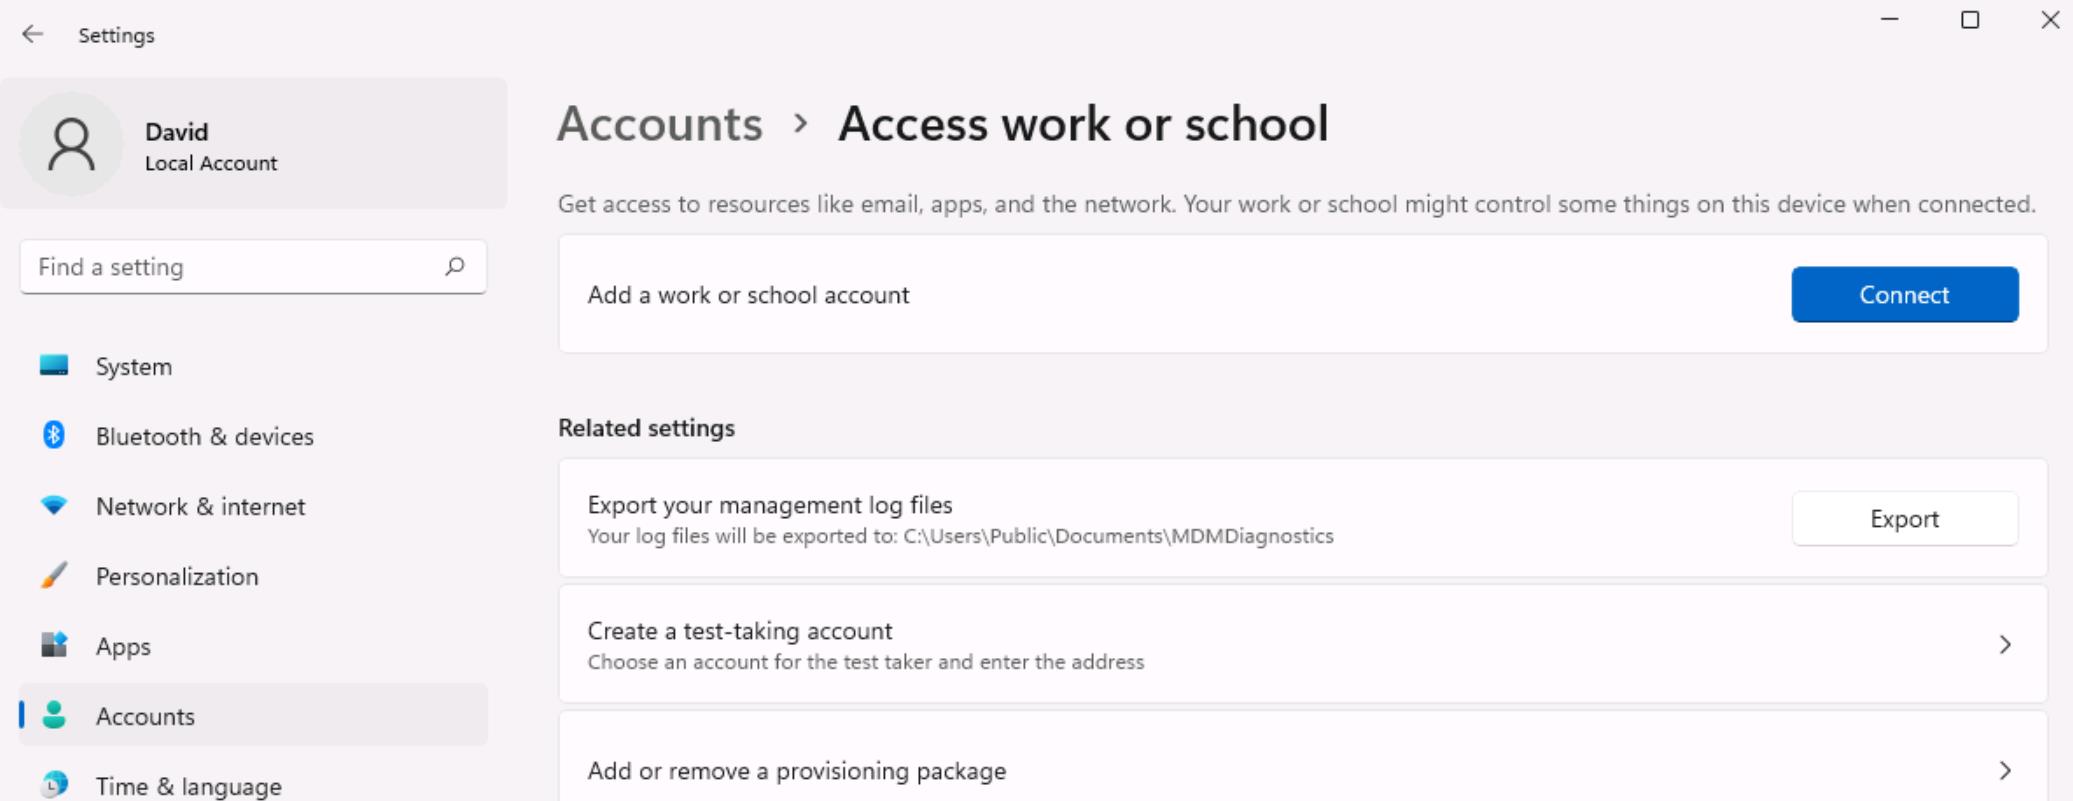 Settings
David
Local Account
Find a setting
System
Bluetooth & devices
Network & internet
Personalization
Apps
Accounts
Time & language
Accounts > Access work or school
Get access to resources like email, apps, and the network. Your work or school might control some things on this device when connected.
Add a work or school account
Connect
Related settings
Export your management log files
Your log files will be exported to: C:\Users\Public\Documents\MDMDiagnostics
Export
Create a test-taking account
Choose an account for the test taker and enter the address
Add or remove a provisioning package